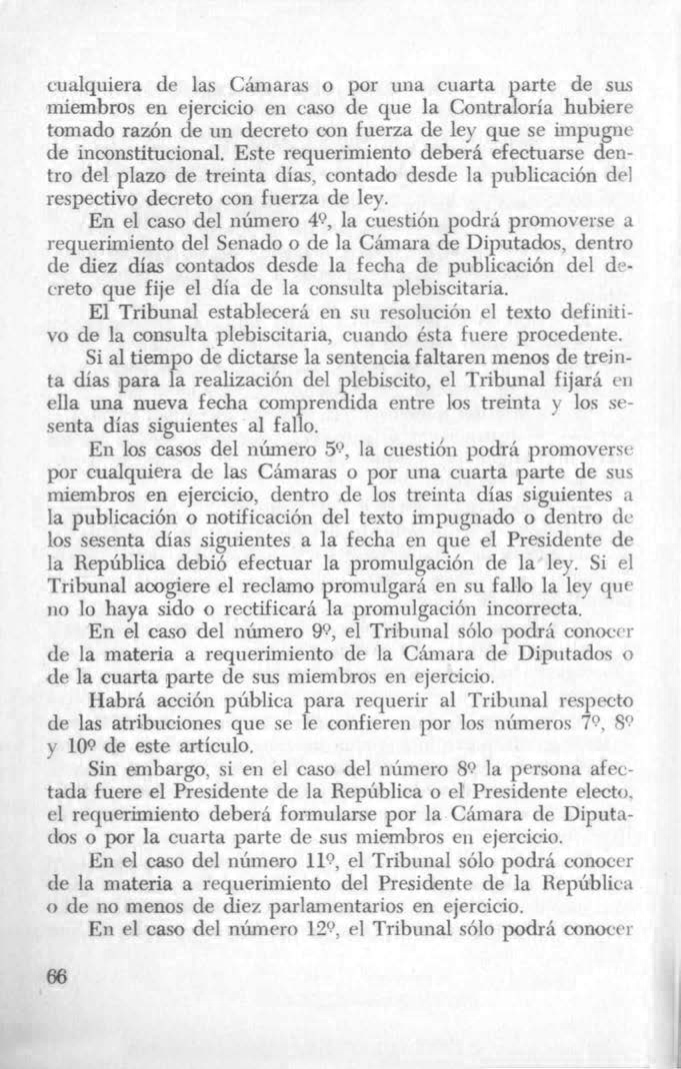 cualquiera de las Cámaras o por una cuarta parte de sus
miembros en ejercicio en caso de que la Contraloría hubiere
tomado razón de un decreto con fuerza de ley que se impugne
de inconstitucional. Este requerimiento deberá efectuarse den-
tro del plazo de treinta días, contado desde la publicación del
respectivo decreto con fuerza de ley.
En el caso del número 4º, la cuestión podrá promoverse a
requerimiento del Senado o de la Cámara de Diputados, dentro
de diez días contados desde la fecha de publicación del de-
creto que fije el día de la consulta plebiscitaria.
El Tribunal establecerá en su resolución el texto definiti-
vo de la consulta plebiscitaria, cuando ésta fuere procedente.
Si al tiempo de dictarse la sentencia faltaren menos de trein-
ta días para la realización del plebiscito, el Tribunal fijará en
ella una nueva fecha comprendida entre los treinta y los se-
senta días siguientes al fallo.
En los casos del número 5º, la cuestión podrá promoverse
por cualquiera de las Cámaras o por una cuarta parte de sus
miembros en ejercicio, dentro de los treinta días siguientes a
la publicación o notificación del texto impugnado o dentro de
los sesenta días siguientes a la fecha en que el Presidente de
la República debió efectuar la promulgación de la ley. Si el
Tribunal acogiere el reclamo promulgará en su fallo la ley que
no lo haya sido o rectificará la promulgación incorrecta.
En el caso del número 9º, el Tribunal sólo podrá conocer
de la materia a requerimiento de la Cámara de Diputados o
de la cuarta parte de sus miembros en ejercicio.
Habrá acción pública para requerir al Tribunal respecto
de las atribuciones que se le confieren por los números 7º, 8º
y 10º de este artículo.
Sin embargo, si en el caso del número 8º la persona afec-
tada fuere el Presidente de la República o el Presidente electo,
el requerimiento deberá formularse por la Cámara de Diputa-
dos o por la cuarta parte de sus miembros en ejercicio.
En el caso del número 11º, el Tribunal sólo podrá conocer
de la materia a requerimiento del Presidente de la República
o de no menos de diez parlamentarios en ejercicio.
En el caso del número 12º, el Tribunal sólo podrá conocer
66